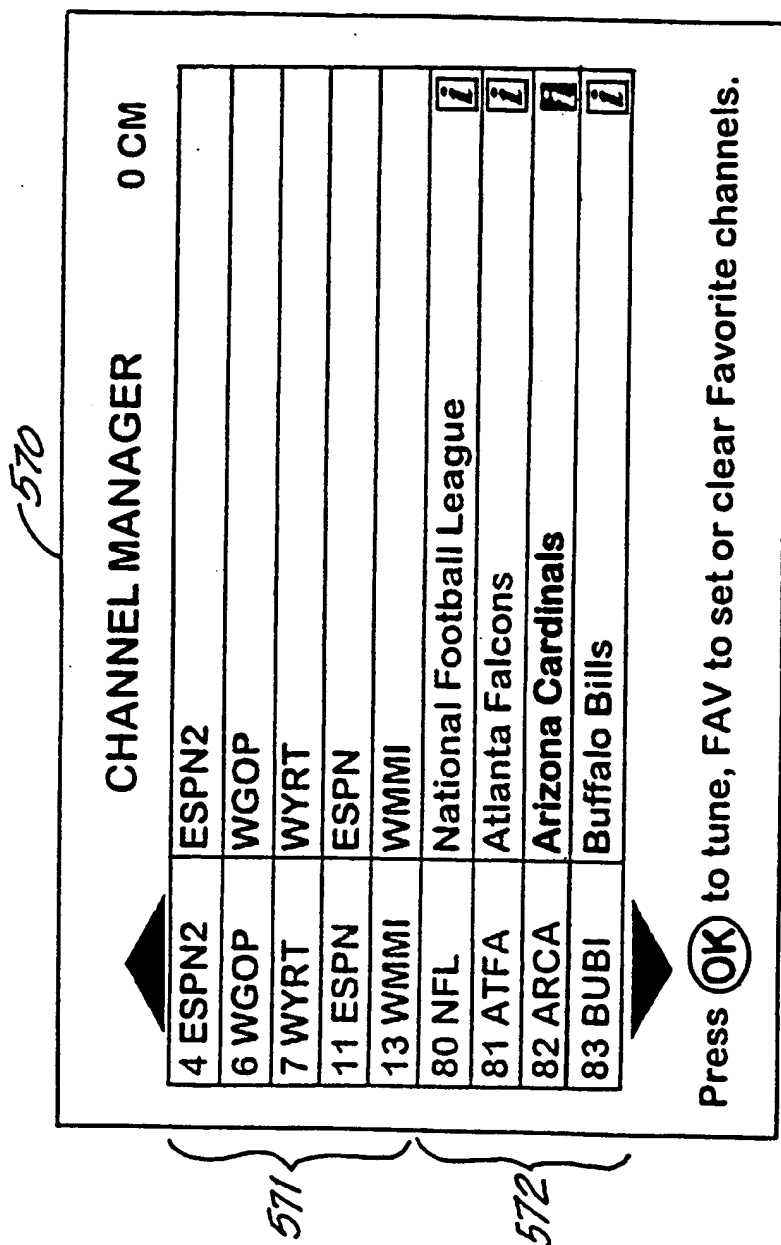 570
CHANNEL MANAGER 0 CM
4 ESPN2 ESPN2
6 WGOP WGOP
7 WYRT WYRT
11 ESPN ESPN
13 WMMI WMMI
80 NFL National Football League i
81 ATFA Atlanta Falcons i
82 ARCA Arizona Cardinals i
83 BUBI Buffalo Bills i
571
572
Press OK to tune, FAV to set or clear Favorite channels.